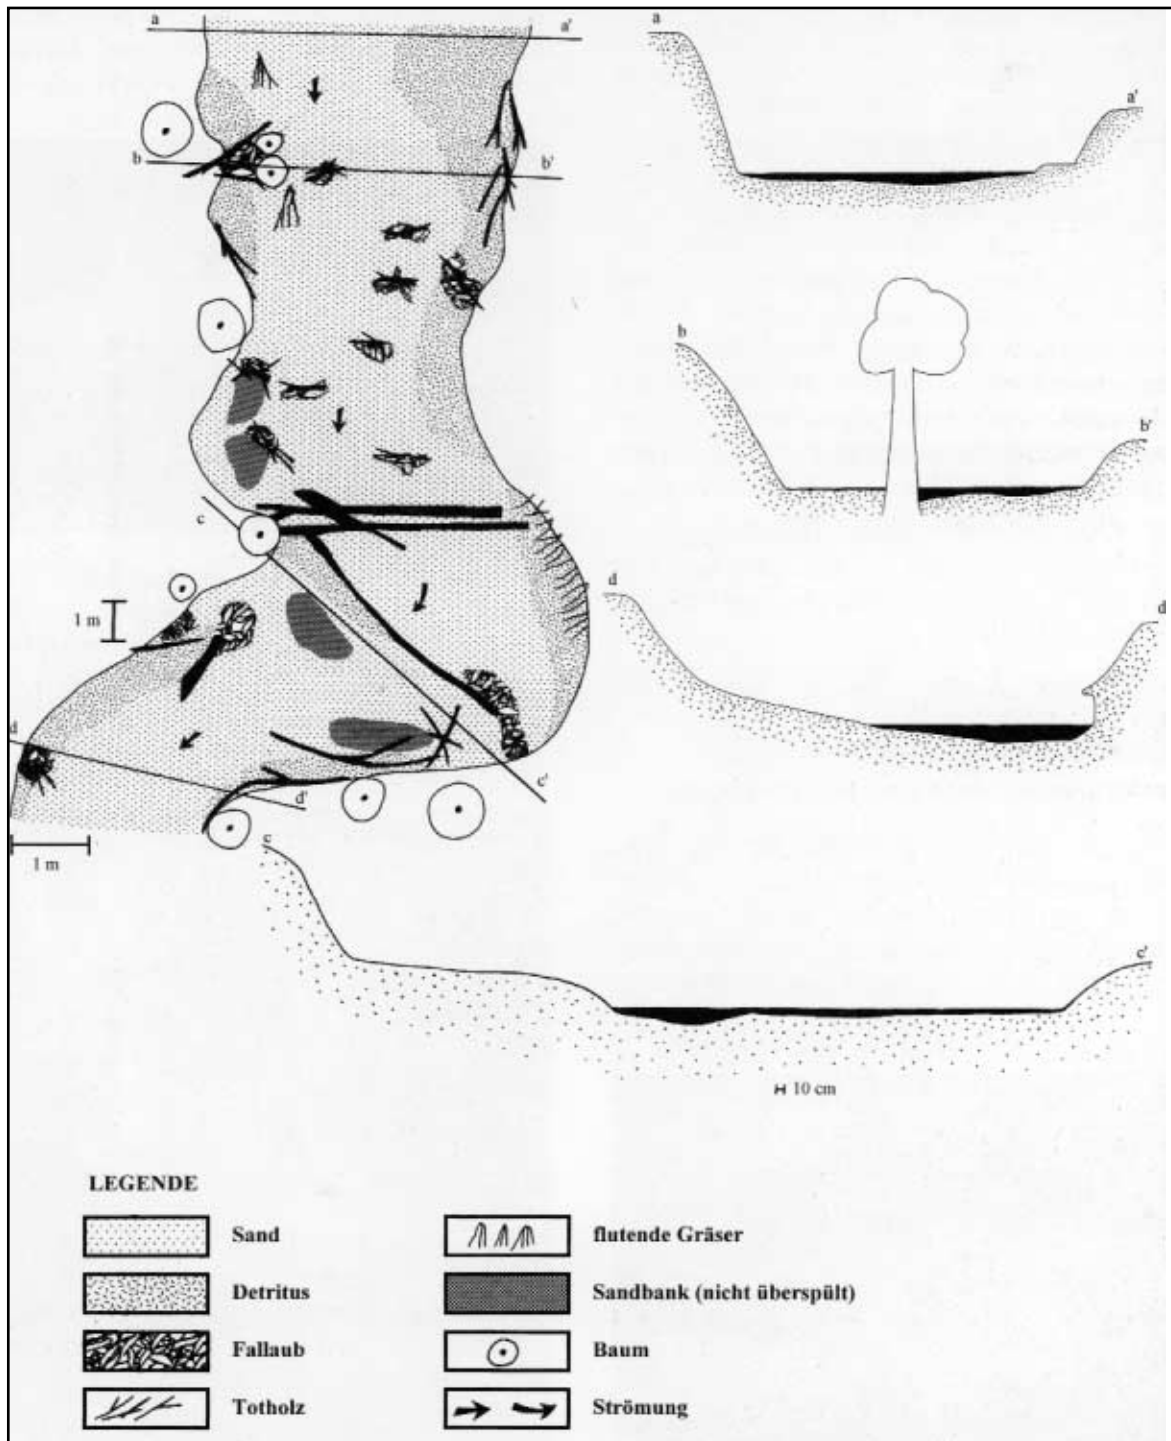 a
a'
b
b'
c
1 m
d
d'
c'
1 m
a
a'
b
b'
d
d
c
c'
10 cm
LEGENDE
Sand
flutende Gräser
Detritus
Sandbank (nicht überspült)
Fallaub
Baum
Totholz
Strömung